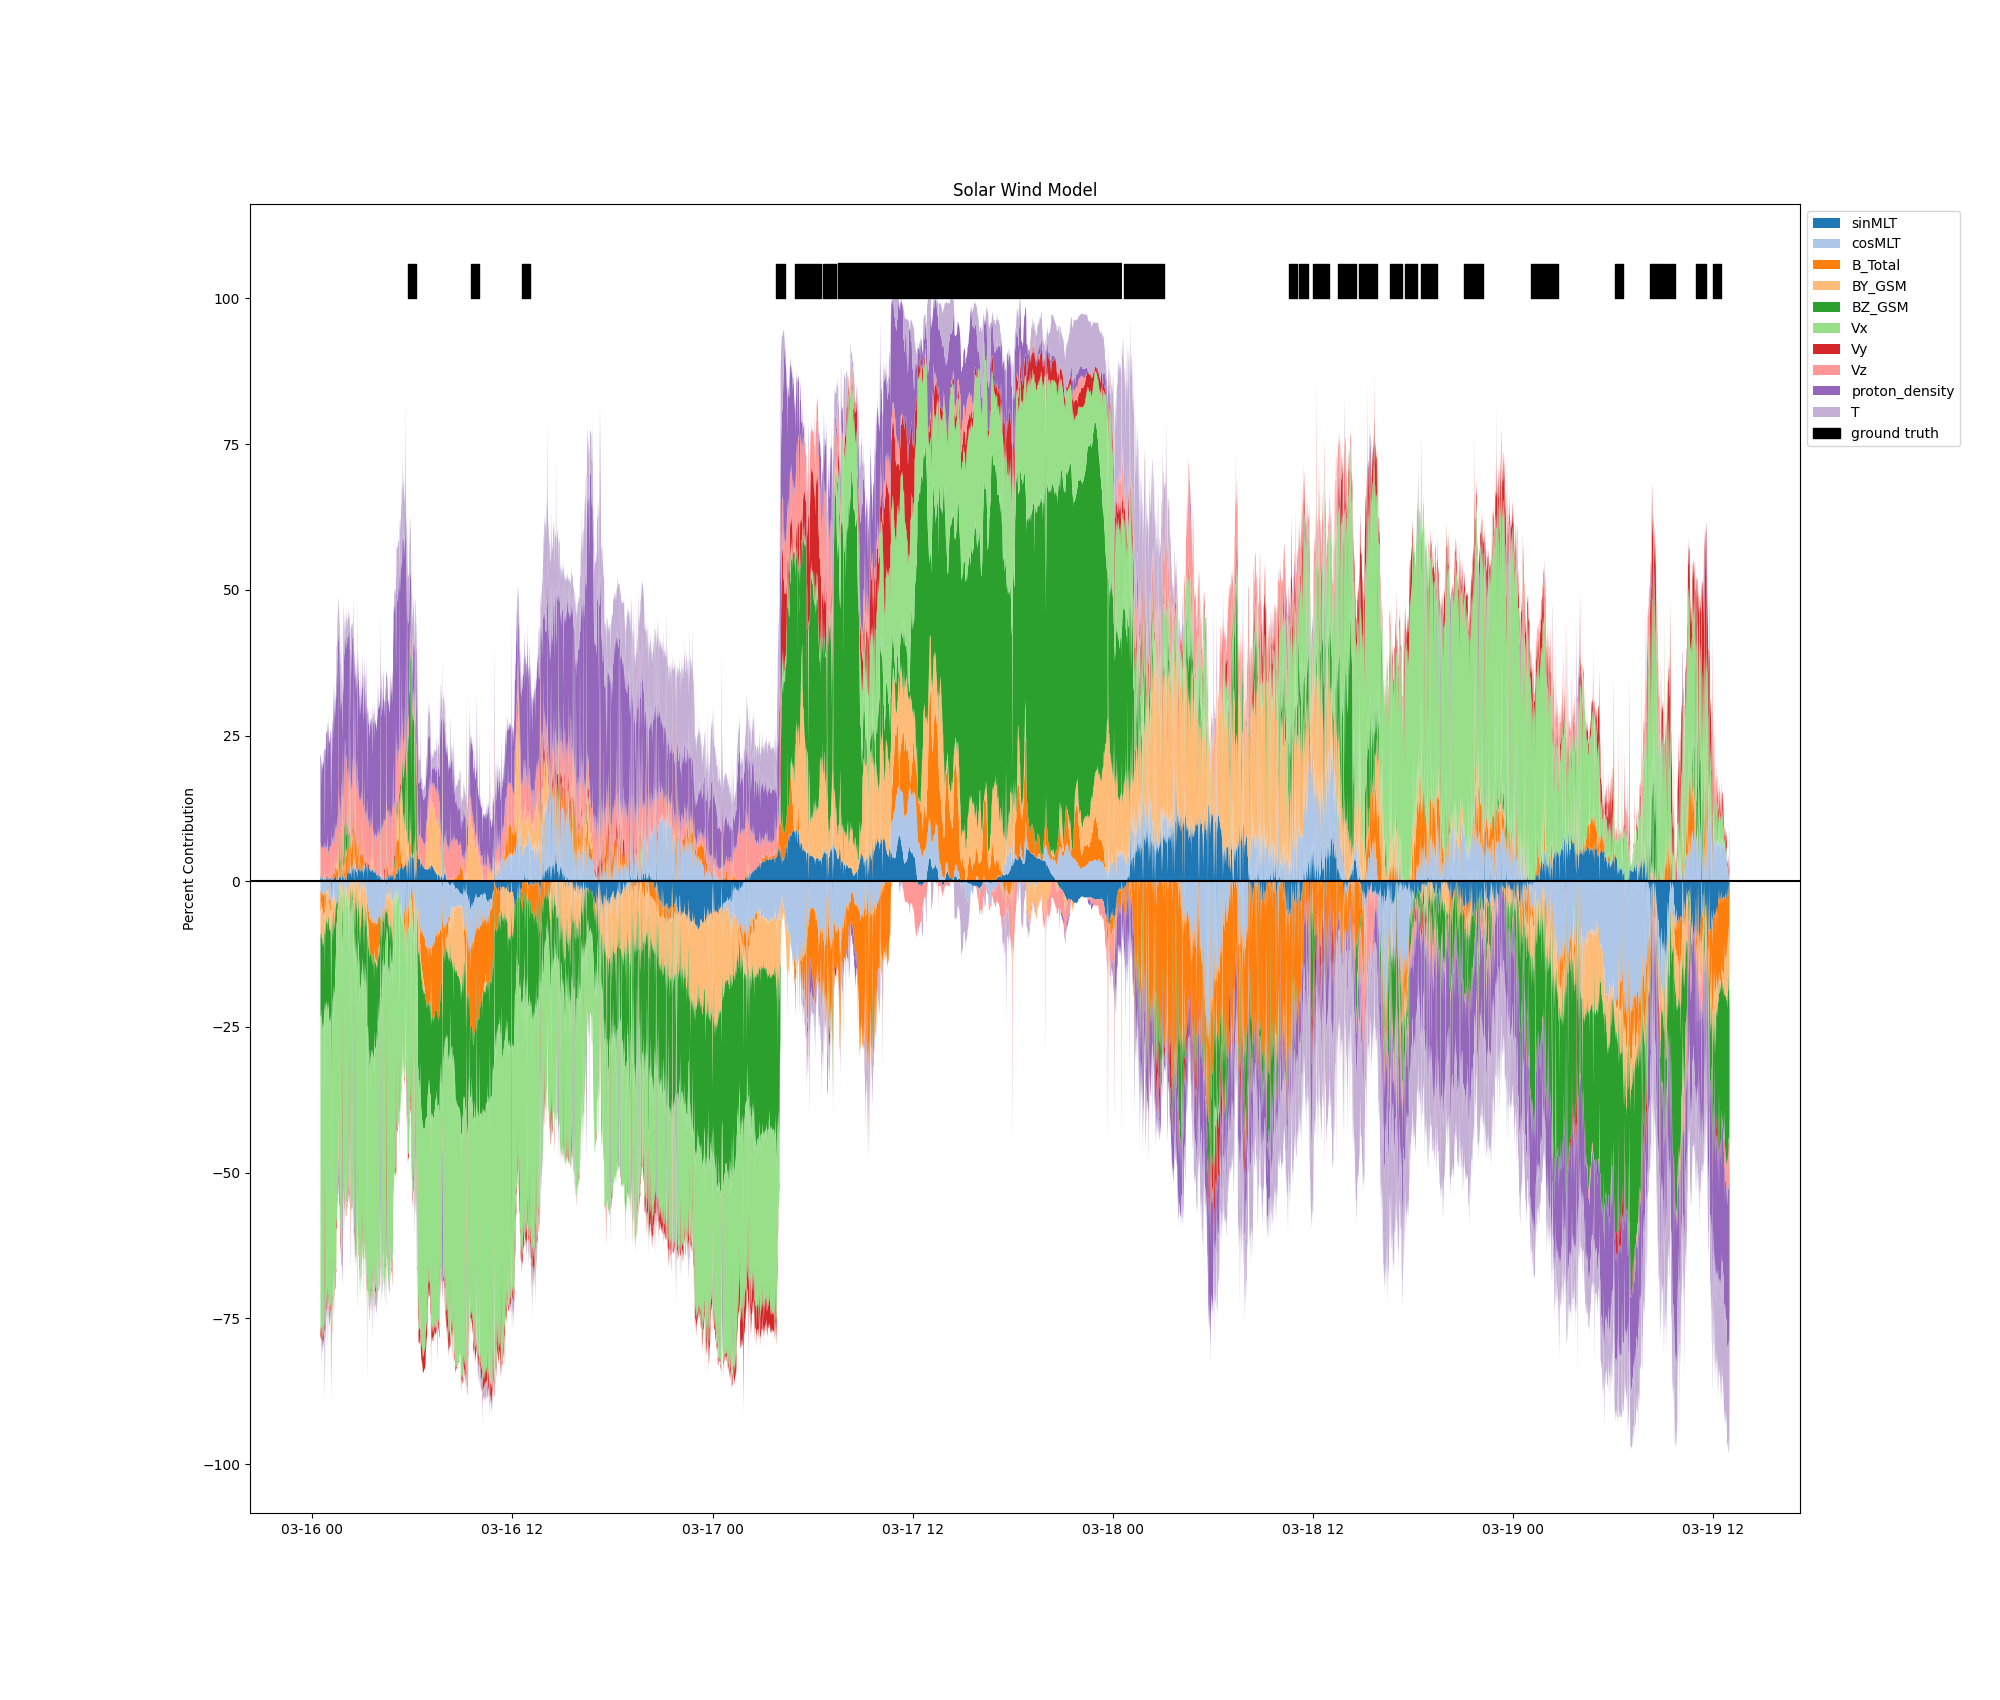 Solar Wind Model
sinMLT
cosMLT
B_Total
BY_GSM
BZ_GSM
Vx
Vy
Vz
proton_density
T
ground truth
Percent Contribution
100
75
50
25
0
−25
−50
−75
−100
03-16 00
03-16 12
03-17 00
03-17 12
03-18 00
03-18 12
03-19 00
03-19 12